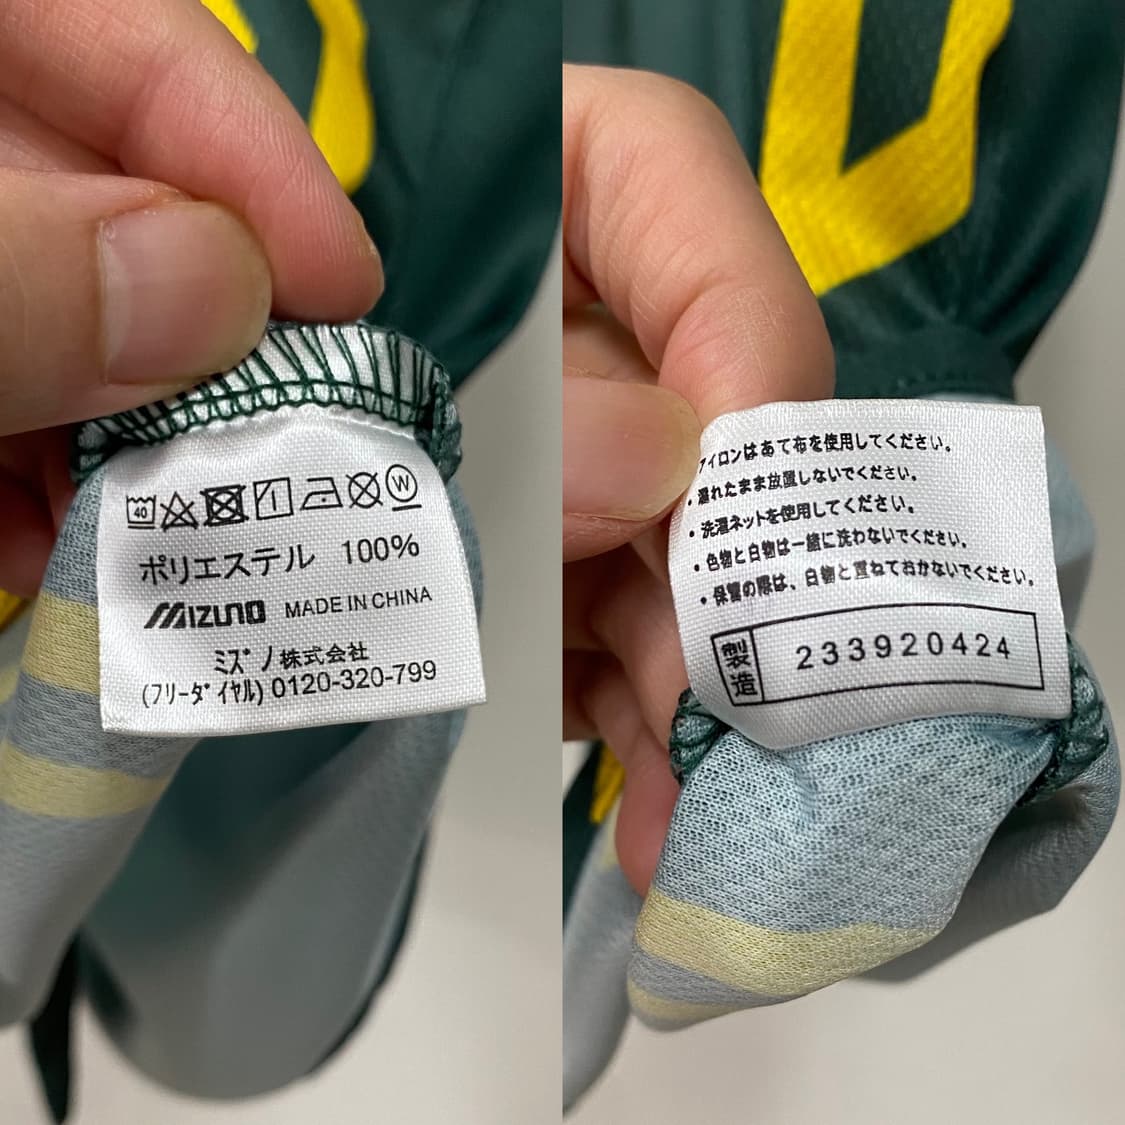 40 W
ポリエステル 100%
MIZUNO MADE IN CHINA
ミズノ株式会社
(フリーダイヤル) 0120-320-799
アイロンはあて布を使用してください。
・濡れたまま放置しないでください。
・洗濯ネットを使用してください。
・色物と白物は一緒に洗わないでください。
・保管の際は、白物と重ねておかないでください。
製造 233920424